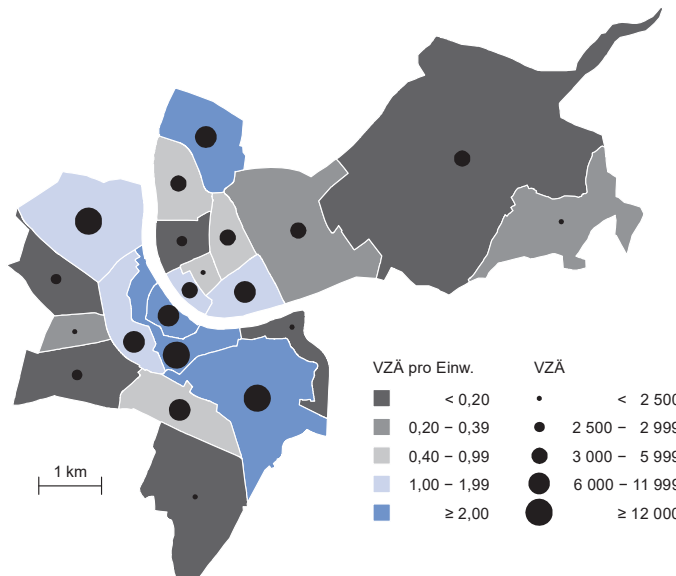 VZÄ pro Einw.
VZÄ
< 0,20
< 2 500
0,20 – 0,39
2 500 – 2 999
0,40 – 0,99
3 000 – 5 999
1,00 – 1,99
6 000 – 11 999
≥ 2,00
≥ 12 000
1 km